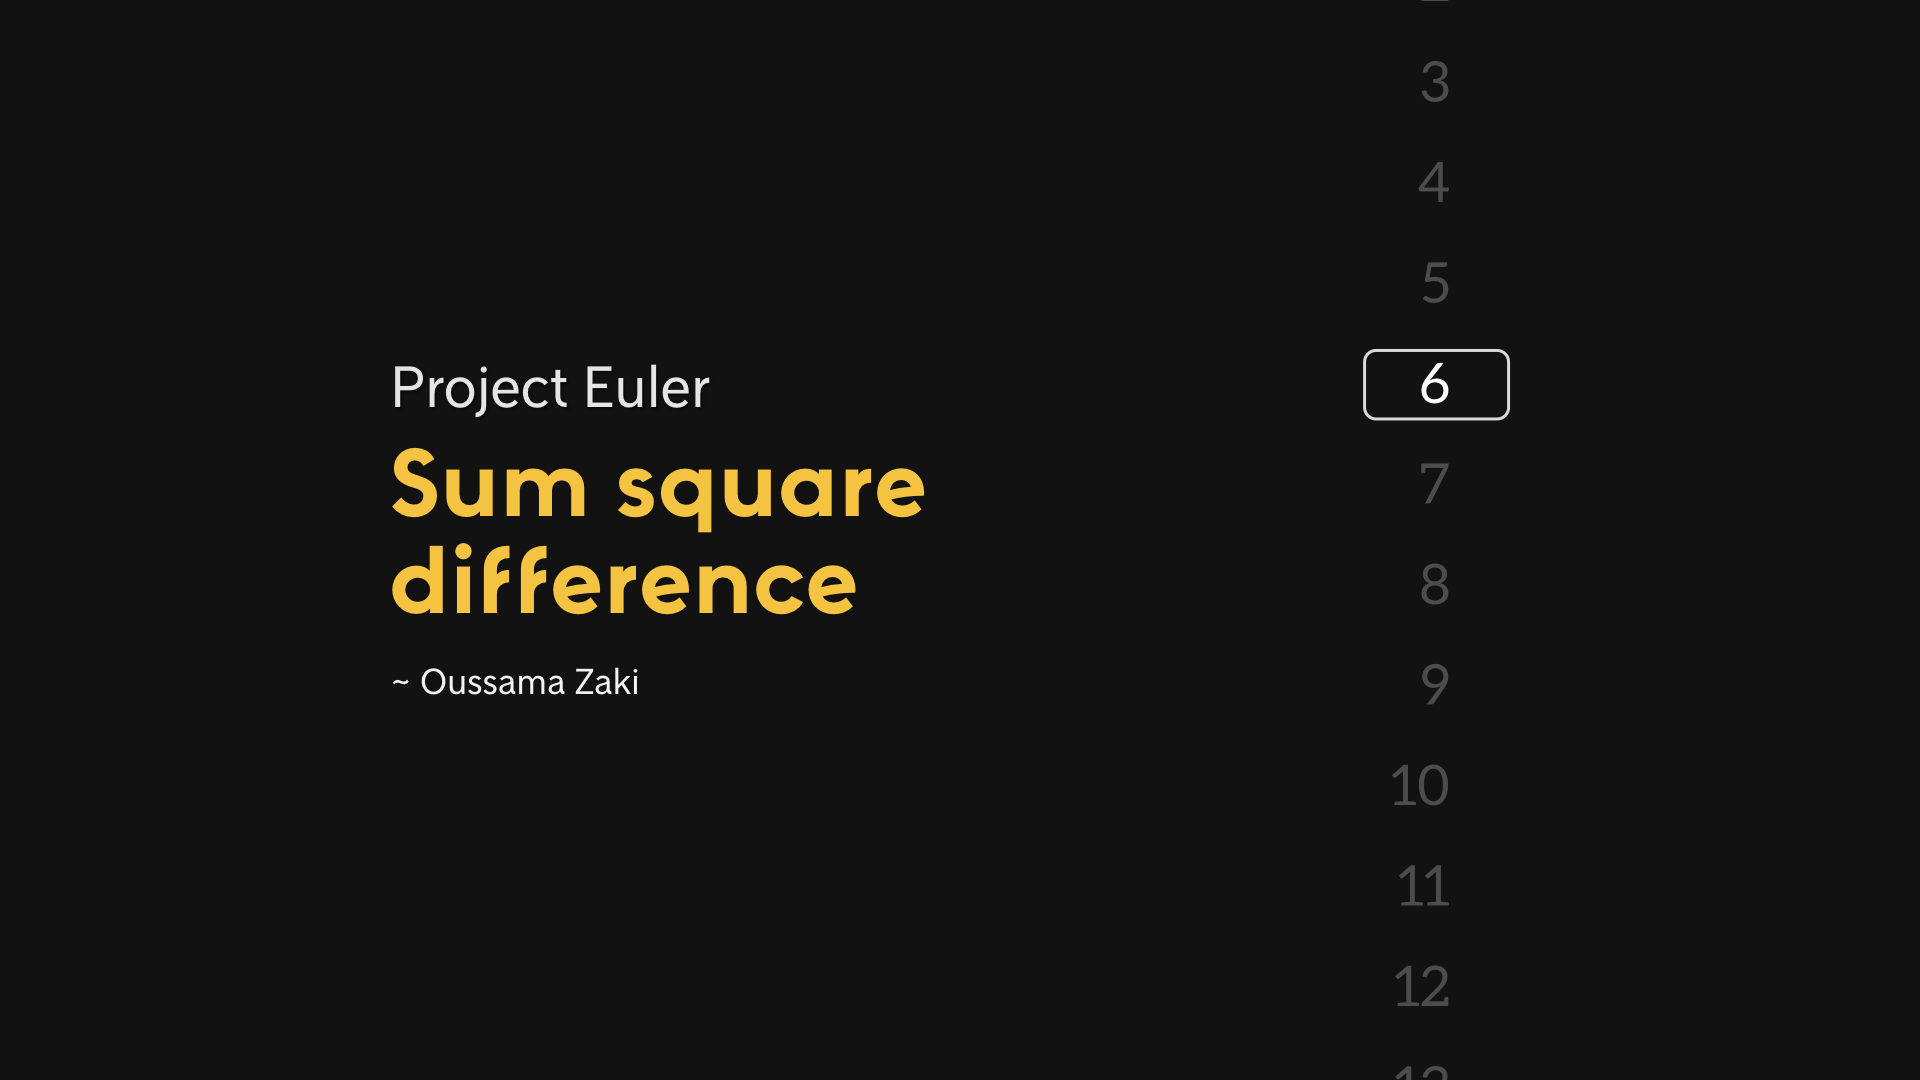 Project Euler
Sum square
difference
~ Oussama Zaki
3
4
5
6
7
8
9
10
11
12